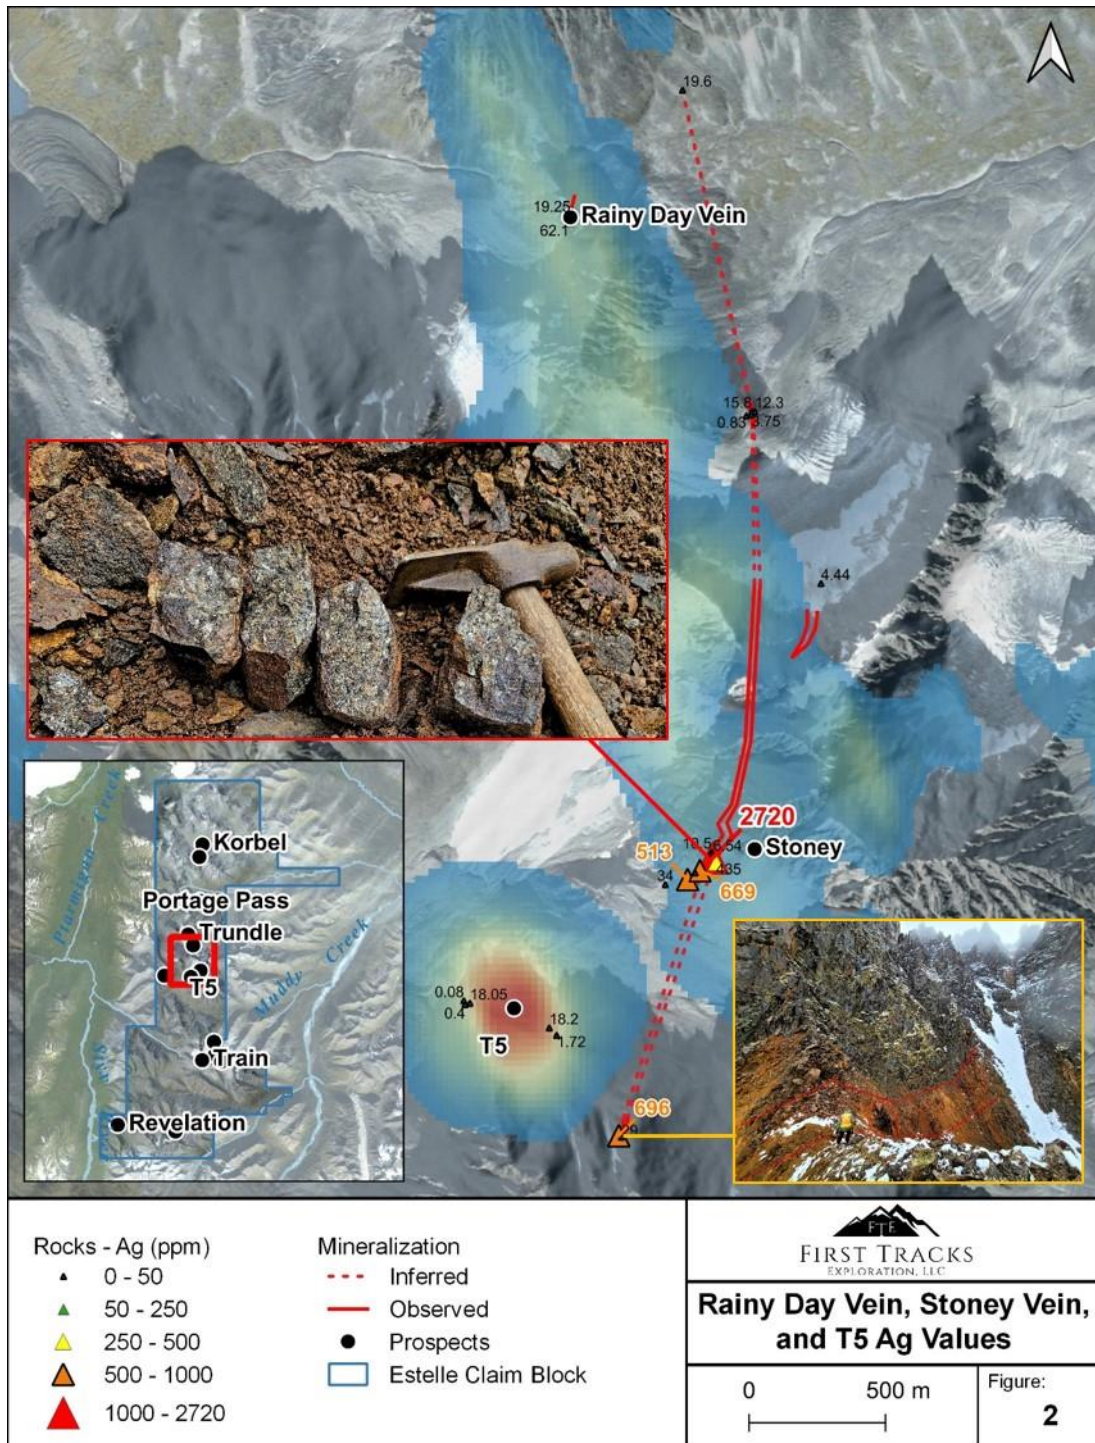 19.6
19.25
Rainy Day Vein
62.1
15.8 12.3
0.83 3.75
4.44
2720
Stoney
513
34
669
0.08 18.05
0.4
18.2
T5
1.72
696
Korbel
Portage Pass
Trundle
T5
Train
Revelation
Ptarmigan Creek
Muddy Creek
Rocks - Ag (ppm)
0 - 50
50 - 250
250 - 500
500 - 1000
1000 - 2720
Mineralization
Inferred
Observed
Prospects
Estelle Claim Block
FTE
FIRST TRACKS
EXPLORATION, LLC
Rainy Day Vein, Stoney Vein,
and T5 Ag Values
0 500 m
Figure:
2